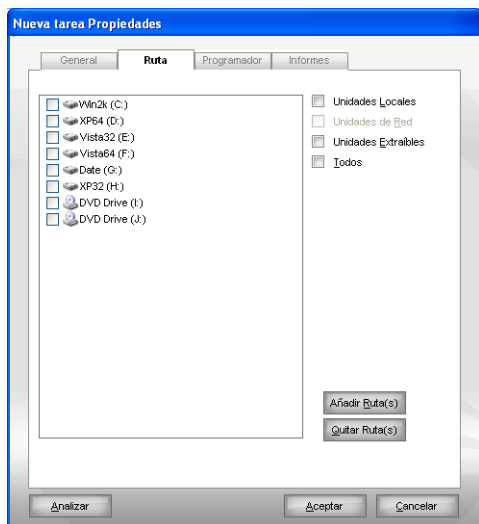 Nueva tarea Propiedades
General Ruta Programador Informes
Win2k (C:)
XP64 (D:)
Vista32 (E:)
Vista64 (F:)
Date (G:)
XP32 (H:)
DVD Drive (I:)
DVD Drive (J:)
Unidades Locales
Unidades de Red
Unidades Extraíbles
Todos
Añadir Ruta(s)
Quitar Ruta(s)
Analizar Aceptar Cancelar